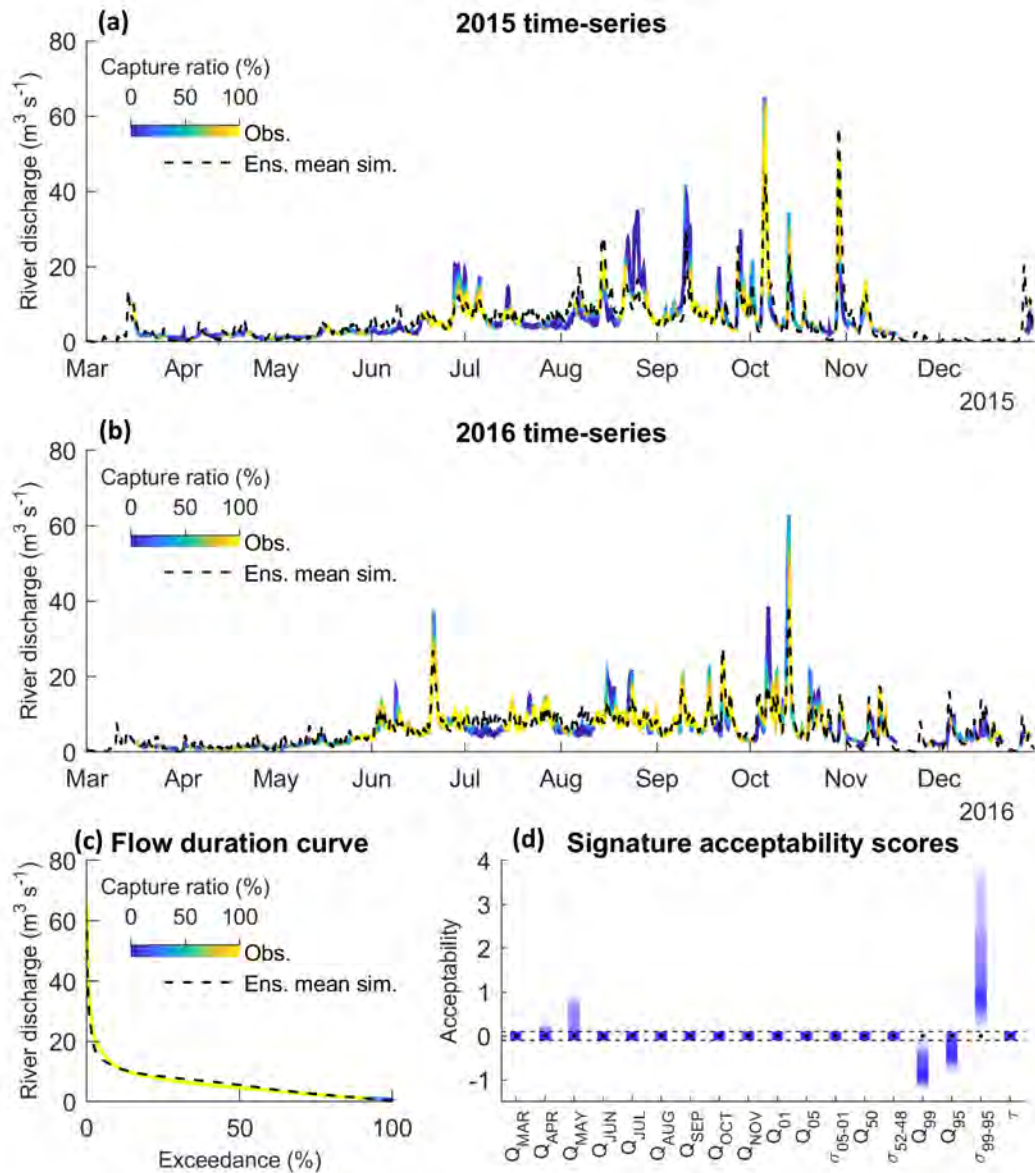 (a) 2015 time-series
80
60
40
20
0
River discharge (m³ s⁻¹)
Capture ratio (%)
0 50 100
Obs.
Ens. mean sim.
Mar Apr May Jun Jul Aug Sep Oct Nov Dec
2015
(b) 2016 time-series
80
60
40
20
0
River discharge (m³ s⁻¹)
Capture ratio (%)
0 50 100
Obs.
Ens. mean sim.
Mar Apr May Jun Jul Aug Sep Oct Nov Dec
2016
(c) Flow duration curve
80
60
40
20
0
River discharge (m³ s⁻¹)
Capture ratio (%)
0 50 100
Obs.
Ens. mean sim.
0 50 100
Exceedance (%)
(d) Signature acceptability scores
4
3
2
1
0
-1
Acceptability
Q_MAR
Q_APR
Q_MAY
Q_JUN
Q_JUL
Q_AUG
Q_SEP
Q_OCT
Q_NOV
Q_01
Q_05
σ_05-01
Q_50
σ_52-48
Q_99
Q_95
σ_99-95
τ